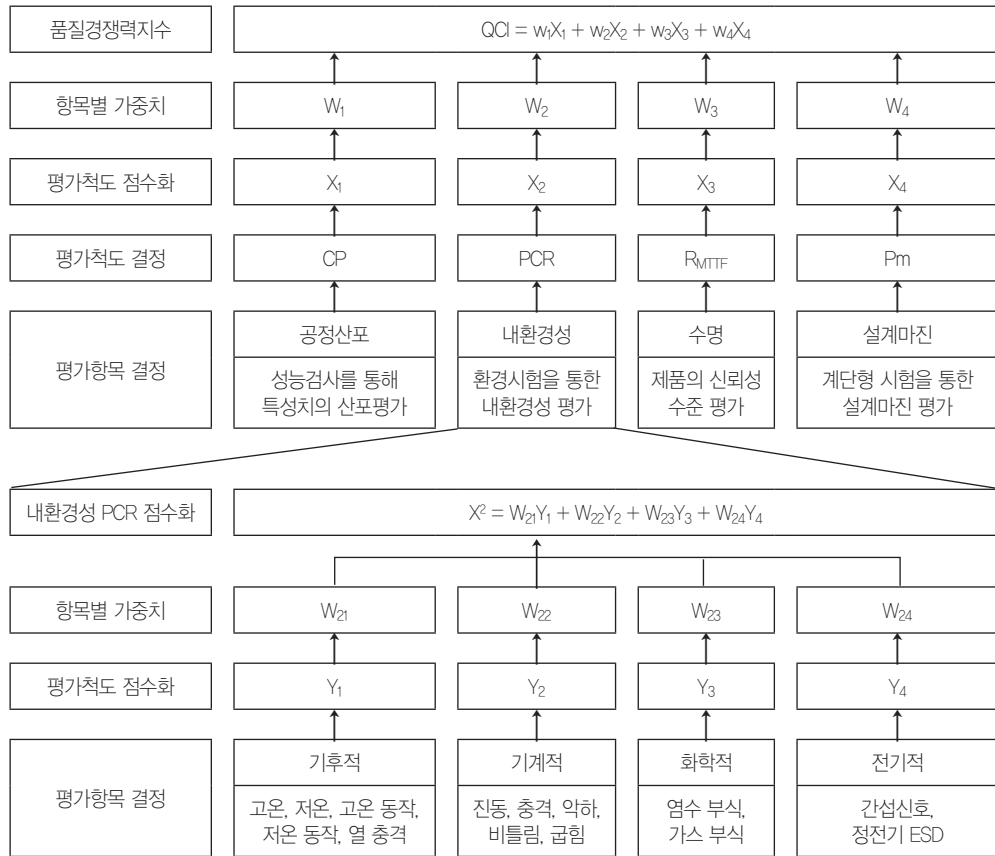 품질경쟁력지수
QCI = w₁X₁ + w₂X₂ + w₃X₃ + w₄X₄
항목별 가중치
W₁
W₂
W₃
W₄
평가척도 점수화
X₁
X₂
X₃
X₄
평가척도 결정
CP
PCR
R_MTTF
Pm
평가항목 결정
공정산포
내환경성
수명
설계마진
성능검사를 통해
특성치의 산포평가
환경시험을 통한
내환경성 평가
제품의 신뢰성
수준 평가
계단형 시험을 통한
설계마진 평가
내환경성 PCR 점수화
X² = W₂₁Y₁ + W₂₂Y₂ + W₂₃Y₃ + W₂₄Y₄
항목별 가중치
W₂₁
W₂₂
W₂₃
W₂₄
평가척도 점수화
Y₁
Y₂
Y₃
Y₄
평가항목 결정
기후적
기계적
화학적
전기적
고온, 저온, 고온 동작,
저온 동작, 열 충격
진동, 충격, 악하,
비틀림, 굽힘
염수 부식,
가스 부식
간섭신호,
정전기 ESD